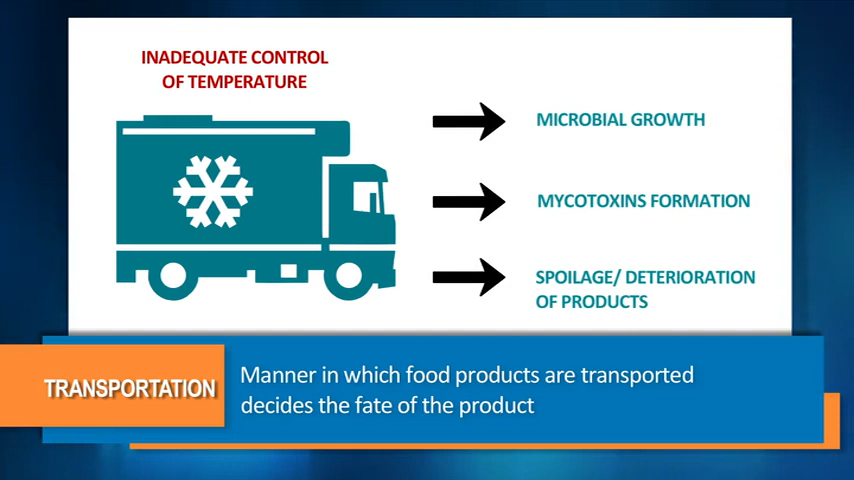 INADEQUATE CONTROL
OF TEMPERATURE
MICROBIAL GROWTH
MYCOTOXINS FORMATION
SPOILAGE/ DETERIORATION
OF PRODUCTS
TRANSPORTATION
Manner in which food products are transported
decides the fate of the product